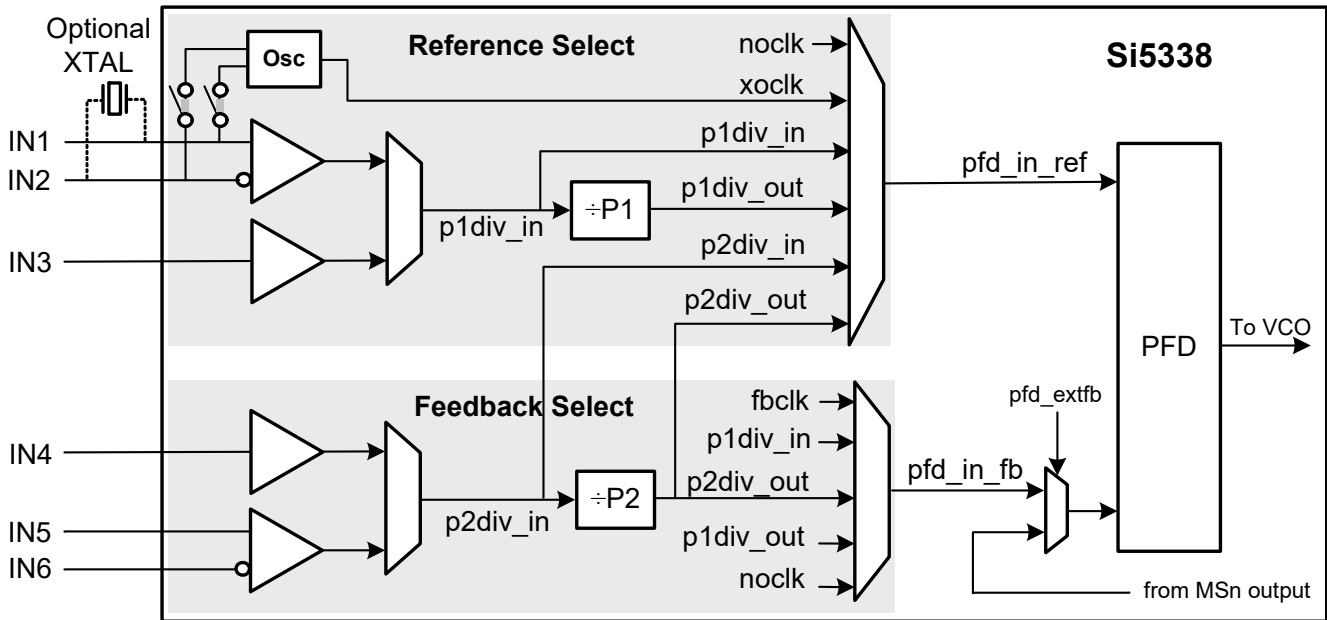 Optional
XTAL
Osc
Reference Select
noclk
xoclk
Si5338
IN1
IN2
IN3
p1div_in
p1div_in
÷P1
p1div_out
p2div_in
p2div_out
pfd_in_ref
PFD
To VCO
IN4
IN5
IN6
Feedback Select
p2div_in
÷P2
fbclk
p1div_in
p2div_out
p1div_out
noclk
pfd_in_fb
pfd_extfb
from MSn output